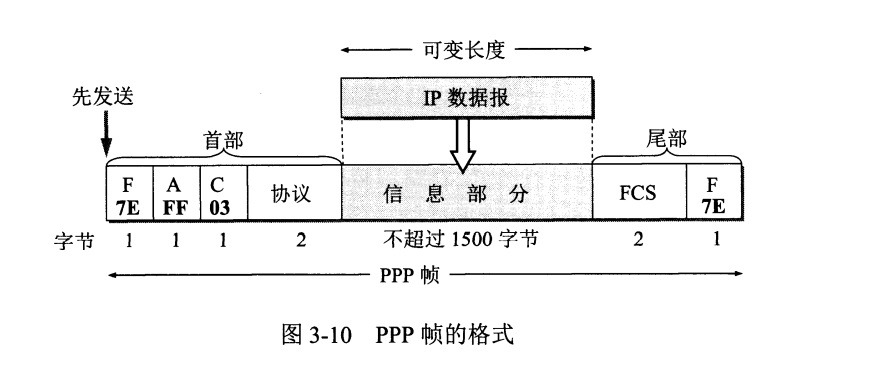 可变长度
先发送
IP 数据报
首部
尾部
F A C 协议 信息部分 FCS F
7E FF 03 7E
字节 1 1 1 2 不超过 1500 字节 2 1
PPP 帧
图 3-10 PPP 帧的格式